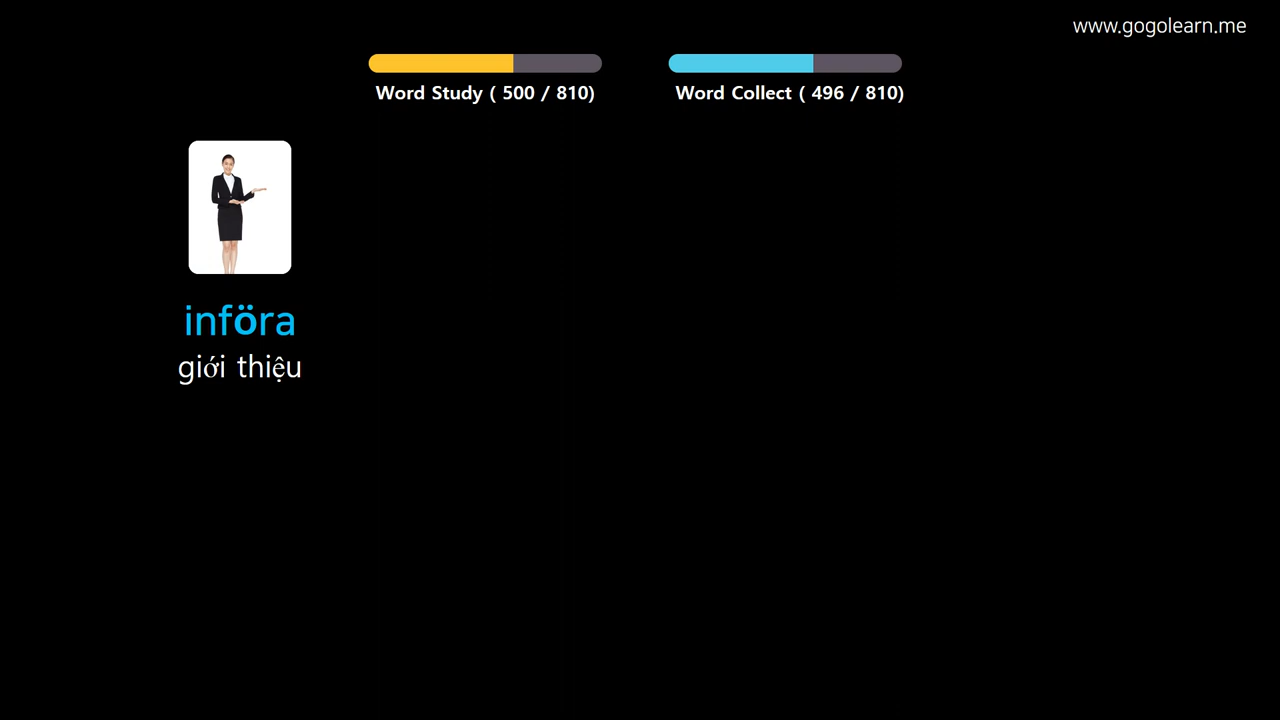 www.gogolearn.me
Word Study ( 500 / 810)
Word Collect ( 496 / 810)
införa
giới thiệu